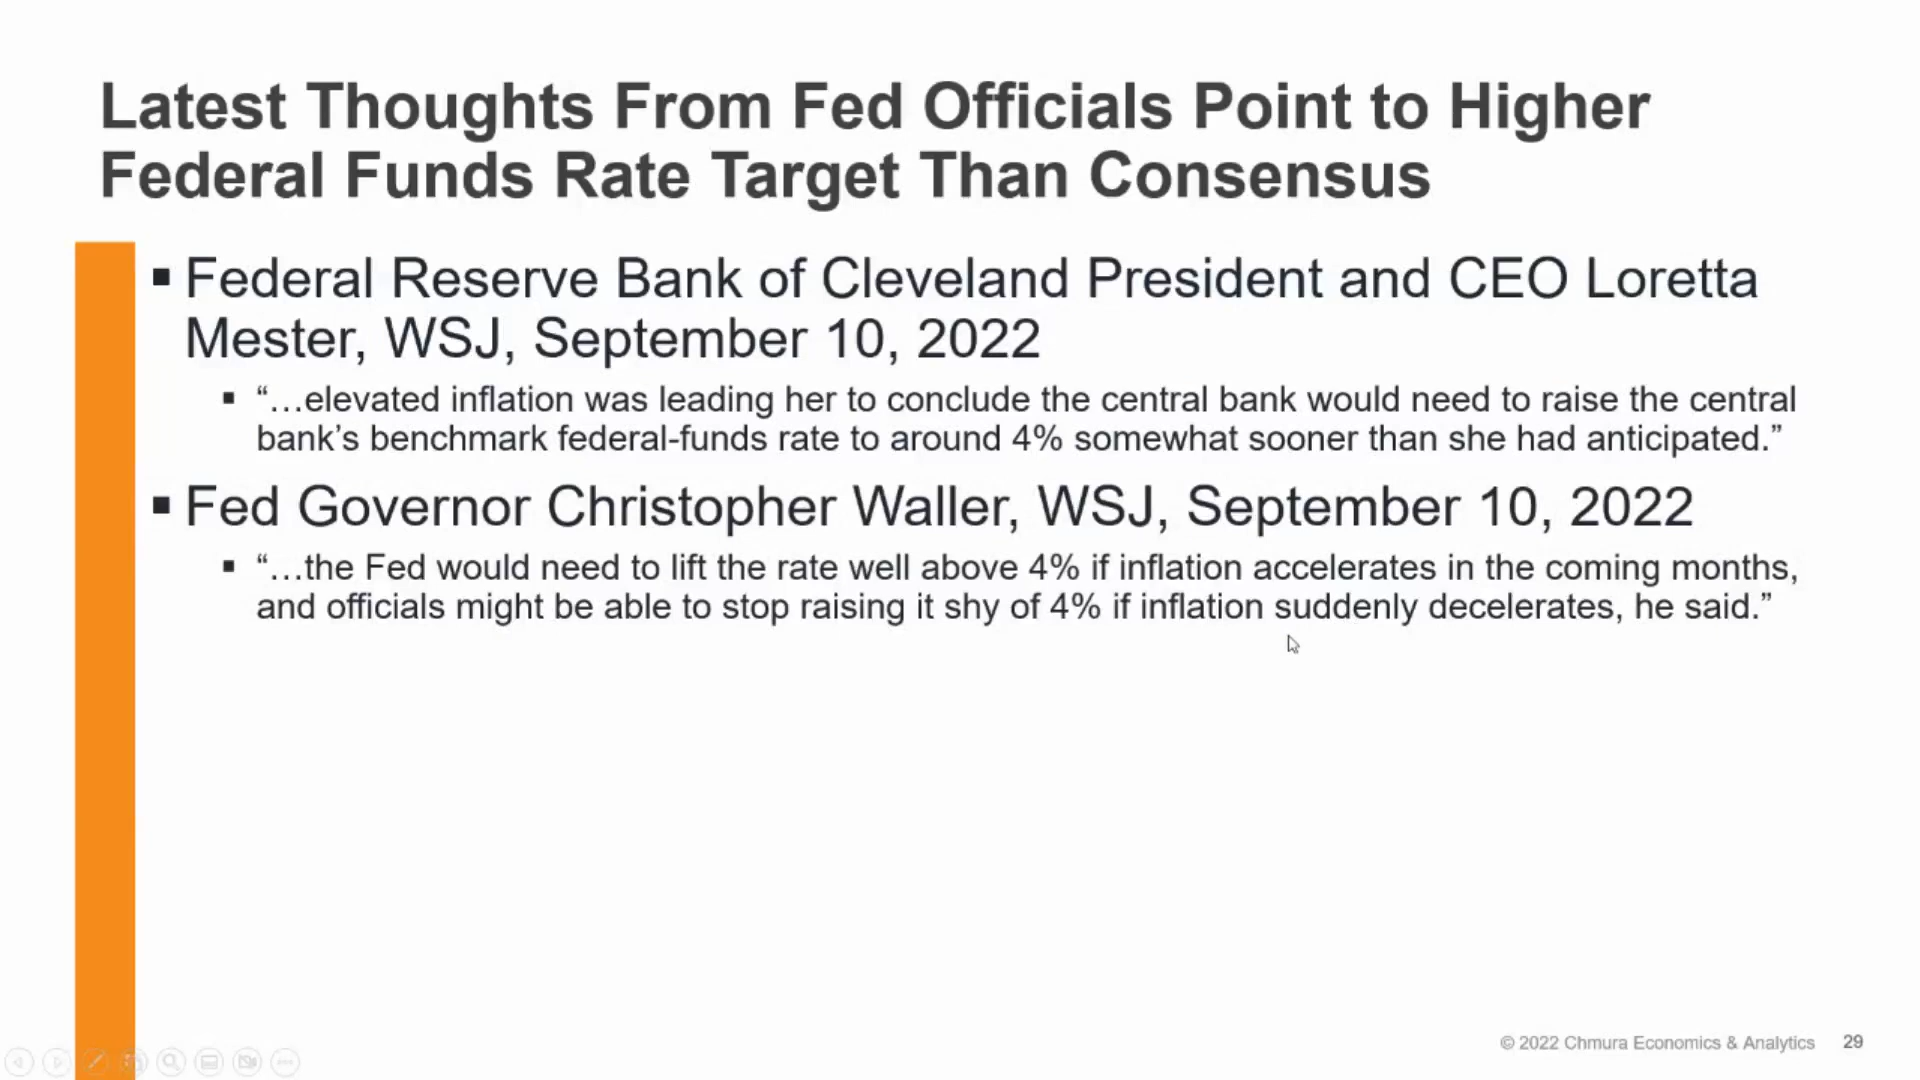 Latest Thoughts From Fed Officials Point to Higher
Federal Funds Rate Target Than Consensus
▪ Federal Reserve Bank of Cleveland President and CEO Loretta
Mester, WSJ, September 10, 2022
▪ “…elevated inflation was leading her to conclude the central bank would need to raise the central
bank’s benchmark federal-funds rate to around 4% somewhat sooner than she had anticipated.”
▪ Fed Governor Christopher Waller, WSJ, September 10, 2022
▪ “…the Fed would need to lift the rate well above 4% if inflation accelerates in the coming months,
and officials might be able to stop raising it shy of 4% if inflation suddenly decelerates, he said.”
© 2022 Chmura Economics & Analytics 29